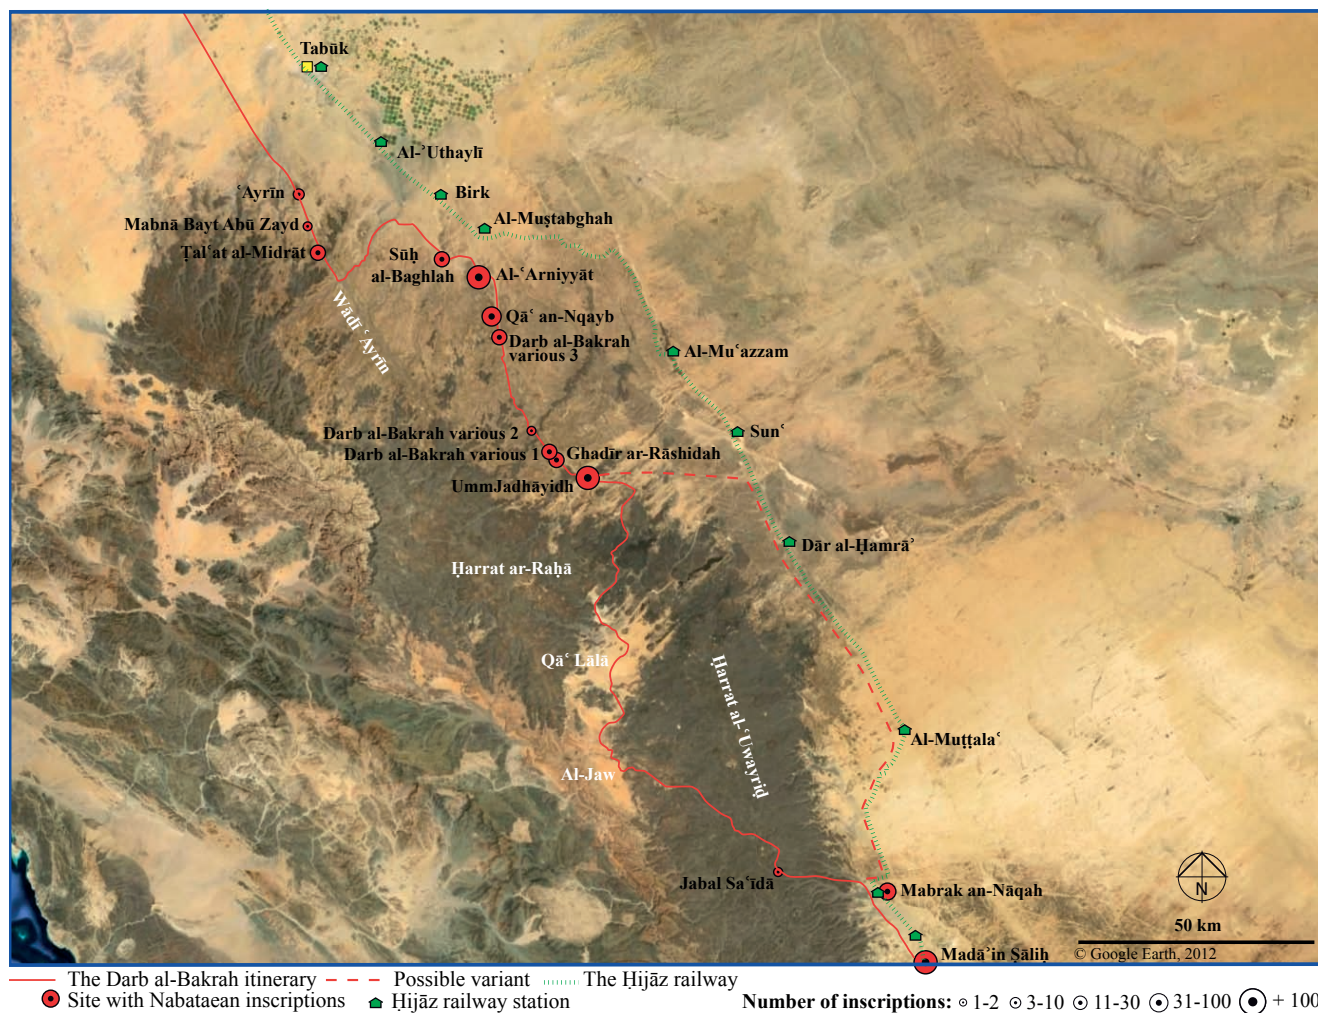 Tabūk
Al-ʾUthaylī
ʿAyrīn
Birk
Mabnā Bayt Abū Zayd
Al-Muṣtabghah
Ṭalʿat al-Midrāt
Sūḥ
al-Baghlah
Al-ʿArniyyāt
Wādī ʿAyrīn
Qāʿ an-Nqayb
Darb al-Bakrah
various 3
Al-Muʿazzam
Darb al-Bakrah various 2
Sunʿ
Darb al-Bakrah various 1
Ghadīr ar-Rāshidah
UmmJadhāyidh
Dār al-Ḥamrāʾ
Ḥarrat ar-Raḥā
Qāʿ Lālā
Ḥarrat al-ʿUwayriḍ
Al-Muṭṭalaʿ
Al-Jaw
Jabal Saʿīdā
Mabrak an-Nāqah
N
50 km
Madāʾin Ṣāliḥ
© Google Earth, 2012
The Darb al-Bakrah itinerary Possible variant The Ḥijāz railway
Site with Nabataean inscriptions Ḥijāz railway station Number of inscriptions: 1-2 3-10 11-30 31-100 + 100